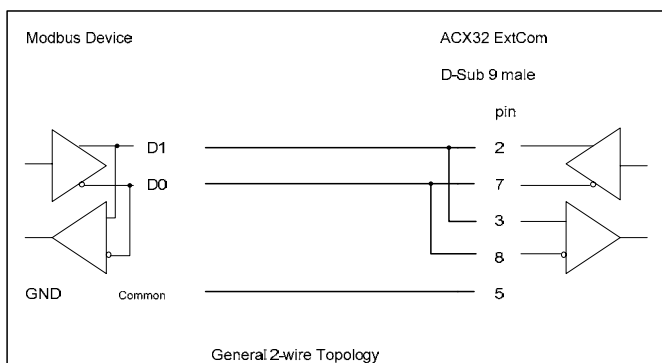 Modbus Device ACX32 ExtCom
D-Sub 9 male
pin
D1 2
D0 7
3
8
GND Common 5
General 2-wire Topology